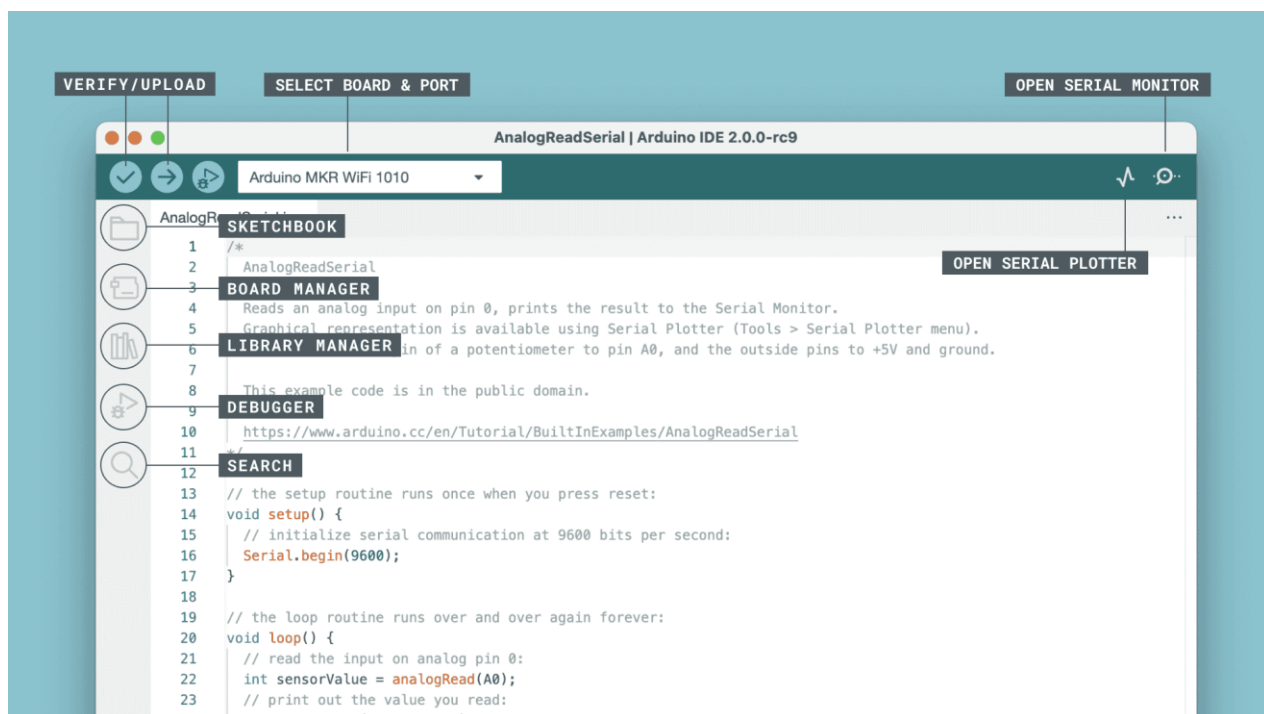 VERIFY/UPLOAD
SELECT BOARD & PORT
OPEN SERIAL MONITOR
AnalogReadSerial | Arduino IDE 2.0.0-rc9
Arduino MKR WiFi 1010
AnalogR
SKETCHBOOK
...
1 /*
OPEN SERIAL PLOTTER
2 AnalogReadSerial
3
BOARD MANAGER
4 Reads an analog input on pin 0, prints the result to the Serial Monitor.
5 Graphical representation is available using Serial Plotter (Tools > Serial Plotter menu).
LIBRARY MANAGER
6 in of a potentiometer to pin A0, and the outside pins to +5V and ground.
7
8 This example code is in the public domain.
9
DEBUGGER
10 https://www.arduino.cc/en/Tutorial/BuiltInExamples/AnalogReadSerial
11 */
SEARCH
12
13 // the setup routine runs once when you press reset:
14 void setup() {
15 // initialize serial communication at 9600 bits per second:
16 Serial.begin(9600);
17 }
18
19 // the loop routine runs over and over again forever:
20 void loop() {
21 // read the input on analog pin 0:
22 int sensorValue = analogRead(A0);
23 // print out the value you read: